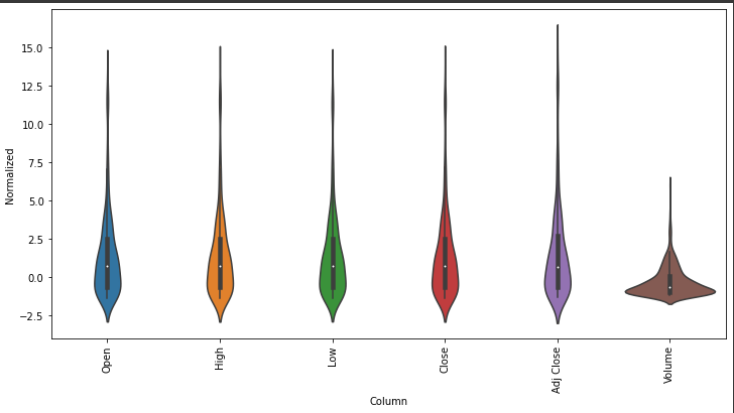 15.0
12.5
10.0
7.5
5.0
2.5
0.0
−2.5
Normalized
Open
High
Low
Close
Adj Close
Volume
Column